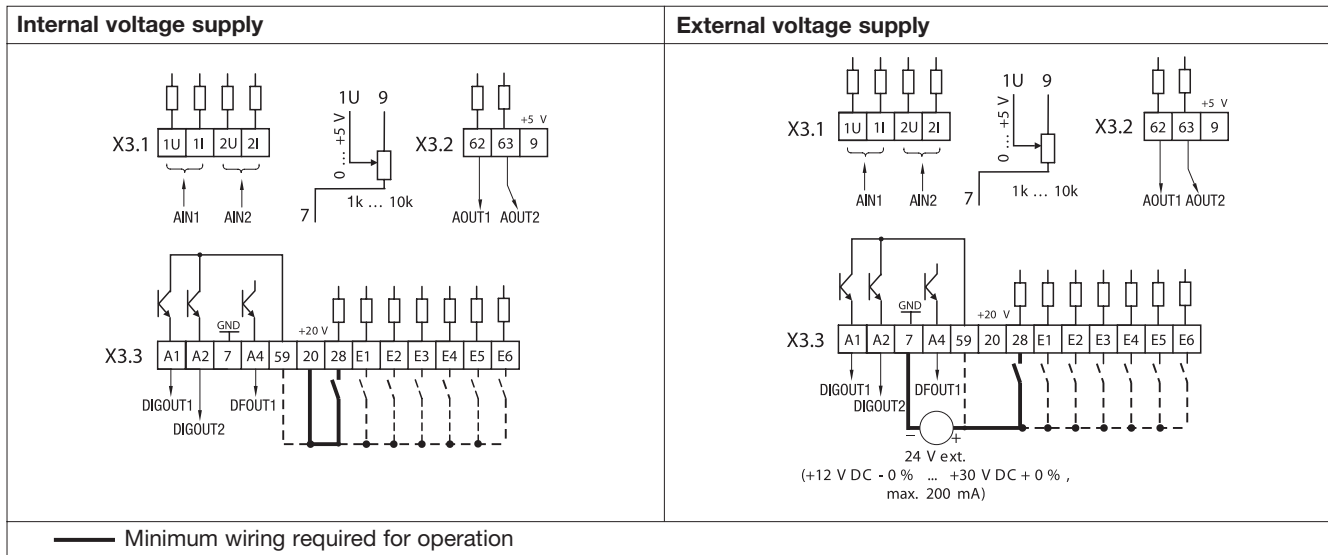 Internal voltage supply
1U 9
0 ... +5 V
+5 V
X3.1 1U 1I 2U 2I
X3.2 62 63 9
AIN1 AIN2
7
1k ... 10k
AOUT1 AOUT2
GND
+20 V
X3.3 A1 A2 7 A4 59 20 28 E1 E2 E3 E4 E5 E6
DIGOUT1
DFOUT1
DIGOUT2
External voltage supply
1U 9
0 ... +5 V
+5 V
X3.1 1U 1I 2U 2I
X3.2 62 63 9
AIN1 AIN2
7
1k ... 10k
AOUT1 AOUT2
GND
+20 V
X3.3 A1 A2 7 A4 59 20 28 E1 E2 E3 E4 E5 E6
DIGOUT1
DFOUT1
DIGOUT2
– +
24 V ext.
(+12 V DC - 0 % ... +30 V DC + 0 % ,
max. 200 mA)
Minimum wiring required for operation